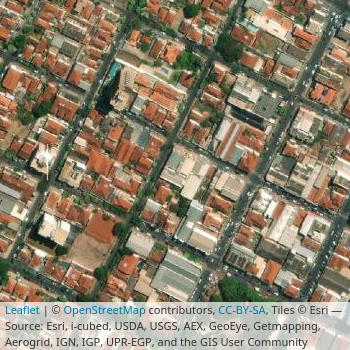 Leaflet | © OpenStreetMap contributors, CC-BY-SA, Tiles © Esri —
Source: Esri, i-cubed, USDA, USGS, AEX, GeoEye, Getmapping,
Aerogrid, IGN, IGP, UPR-EGP, and the GIS User Community